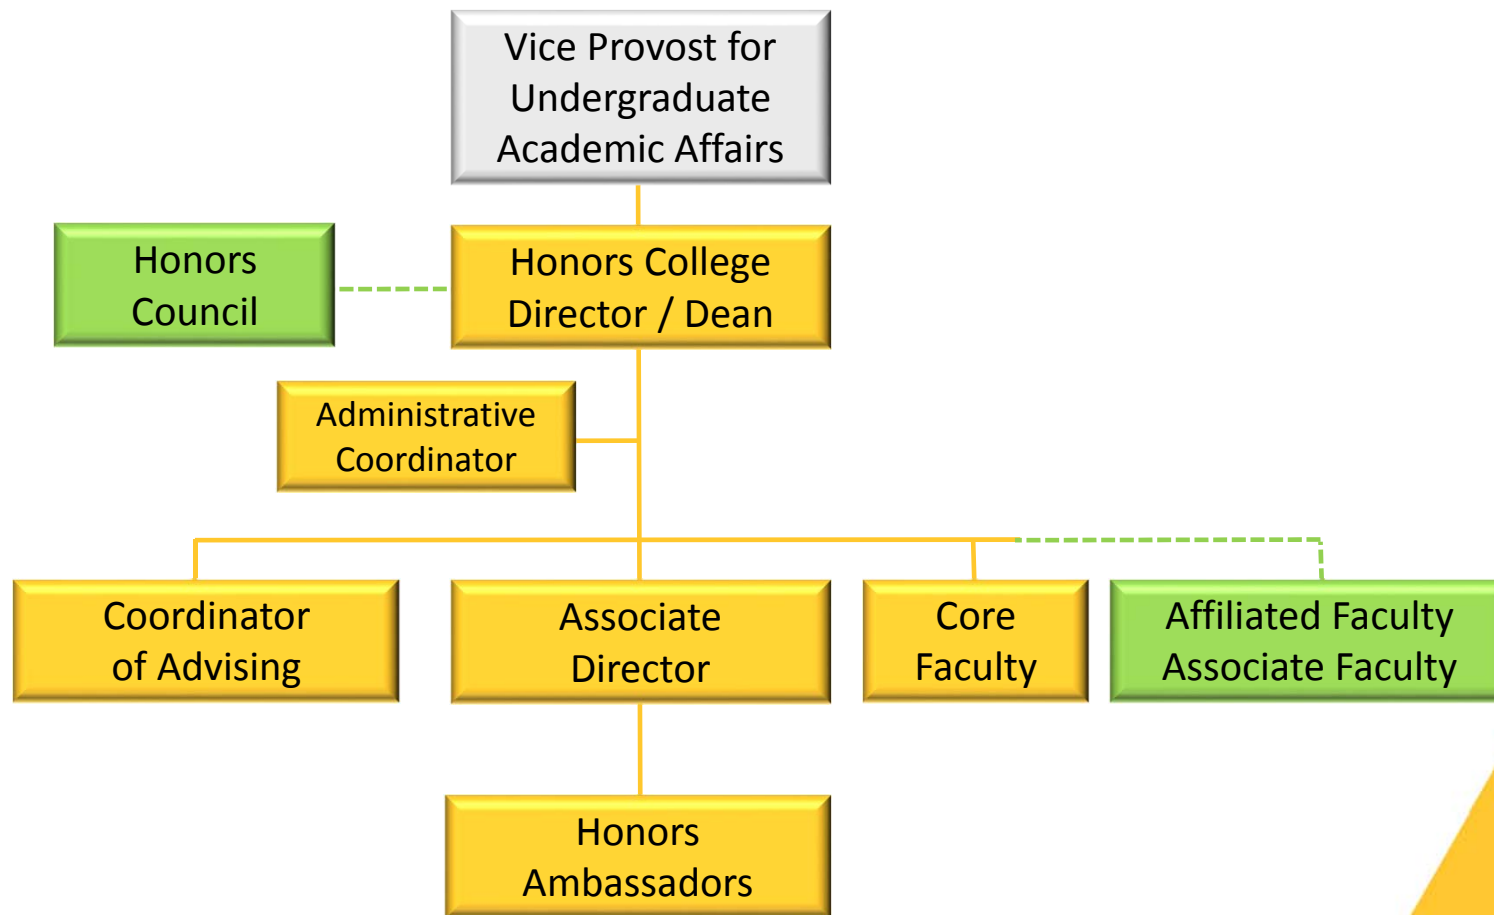 Vice Provost for
Undergraduate
Academic Affairs
Honors
Council
Honors College
Director / Dean
Administrative
Coordinator
Coordinator
of Advising
Associate
Director
Core
Faculty
Affiliated Faculty
Associate Faculty
Honors
Ambassadors